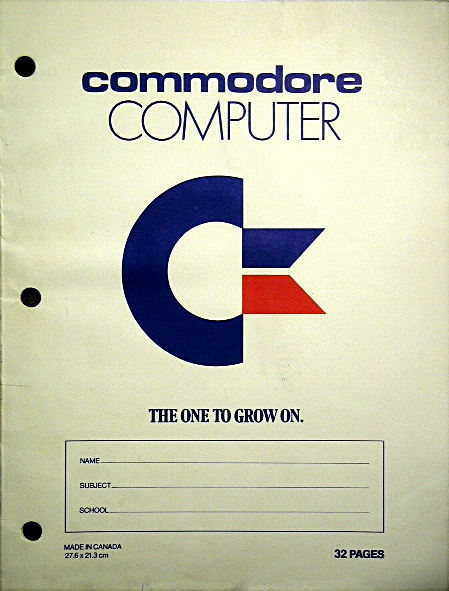 commodore
COMPUTER
THE ONE TO GROW ON.
NAME
SUBJECT
SCHOOL
MADE IN CANADA
27.6 x 21.3 cm
32 PAGES